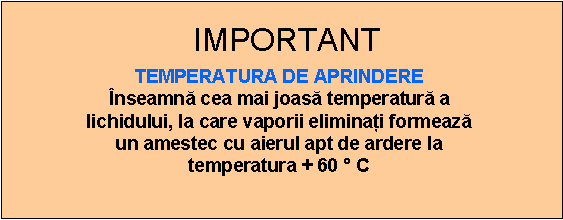 IMPORTANT
TEMPERATURA DE APRINDERE
Înseamnă cea mai joasă temperatură a
lichidului, la care vaporii eliminați formează
un amestec cu aierul apt de ardere la
temperatura + 60 ° C